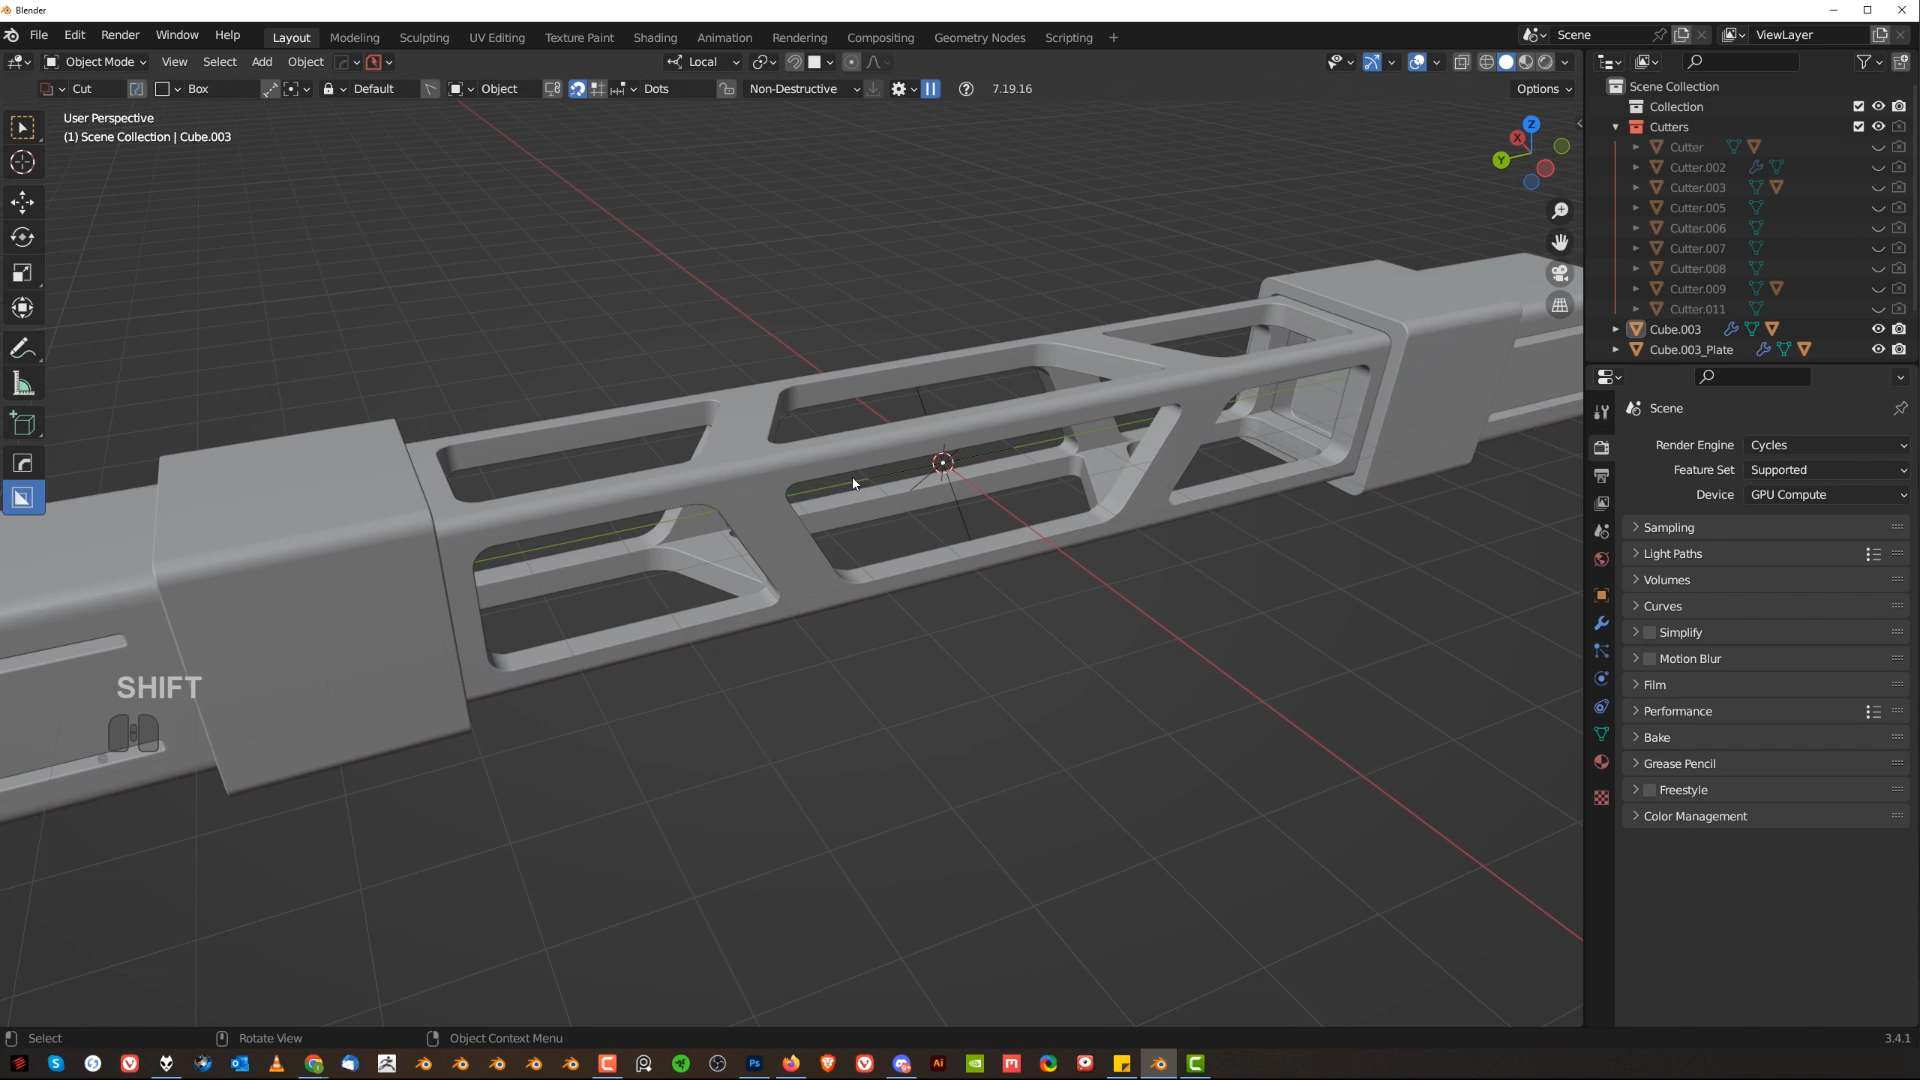 Blender
File Edit Render Window Help Layout Modeling Sculpting UV Editing Texture Paint Shading Animation Rendering Compositing Geometry Nodes Scripting + Scene ViewLayer
Object Mode View Select Add Object Local
Cut Box Default Object Dots Non-Destructive 7.19.16 Options
User Perspective
(1) Scene Collection | Cube.003
Z
X
Y
Scene Collection
Collection
Cutters
Cutter
Cutter.002
Cutter.003
Cutter.005
Cutter.006
Cutter.007
Cutter.008
Cutter.009
Cutter.011
Cube.003
Cube.003_Plate
Scene
Render Engine Cycles
Feature Set Supported
Device GPU Compute
Sampling
Light Paths
Volumes
Curves
Simplify
Motion Blur
Film
Performance
Bake
Grease Pencil
Freestyle
Color Management
SHIFT
Select Rotate View Object Context Menu 3.4.1